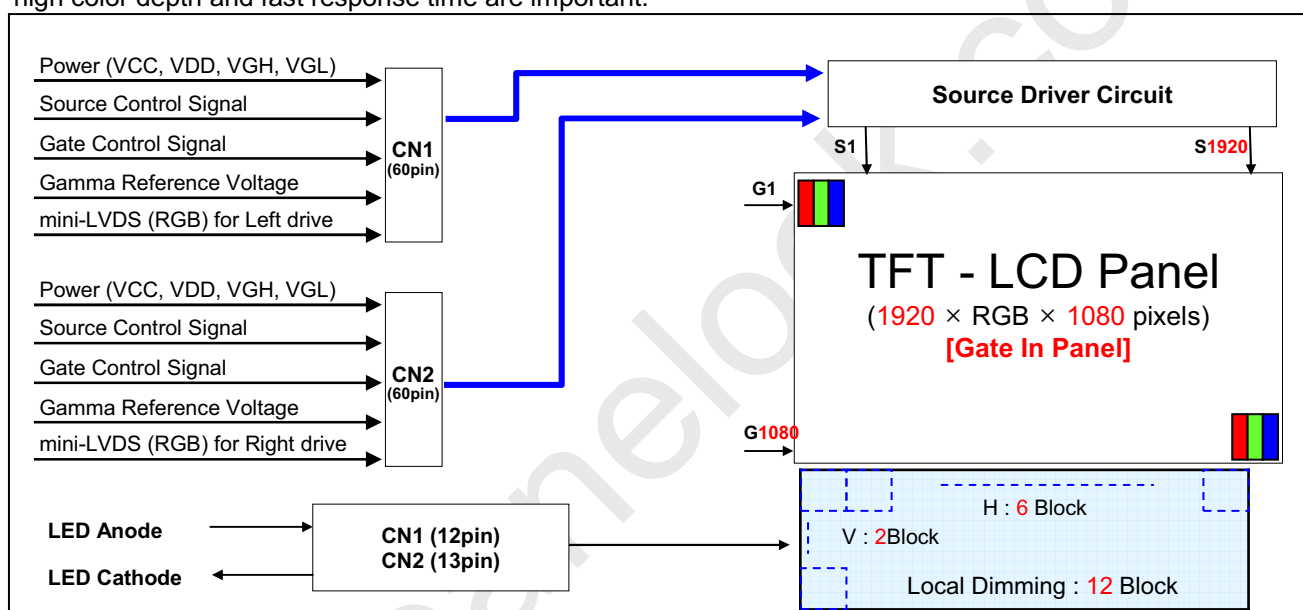 high color depth and fast response time are important.
Power (VCC, VDD, VGH, VGL)
Source Control Signal
Gate Control Signal
Gamma Reference Voltage
mini-LVDS (RGB) for Left drive
CN1
(60pin)
Power (VCC, VDD, VGH, VGL)
Source Control Signal
Gate Control Signal
Gamma Reference Voltage
mini-LVDS (RGB) for Right drive
CN2
(60pin)
LED Anode
LED Cathode
CN1 (12pin)
CN2 (13pin)
Source Driver Circuit
S1
S1920
G1
G1080
TFT - LCD Panel
(1920 × RGB × 1080 pixels)
[Gate In Panel]
H : 6 Block
V : 2Block
Local Dimming : 12 Block